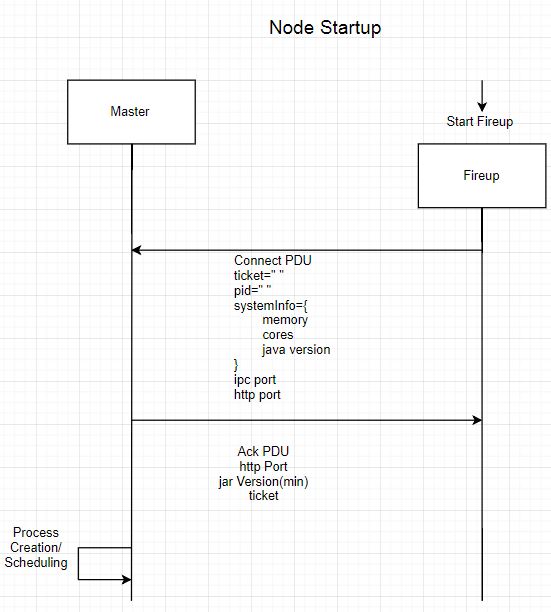 Node Startup
Master
Start Fireup
Fireup
Connect PDU
ticket=" "
pid=" "
systemInfo={
memory
cores
java version
}
ipc port
http port
Ack PDU
http Port
jar Version(min)
ticket
Process
Creation/
Scheduling